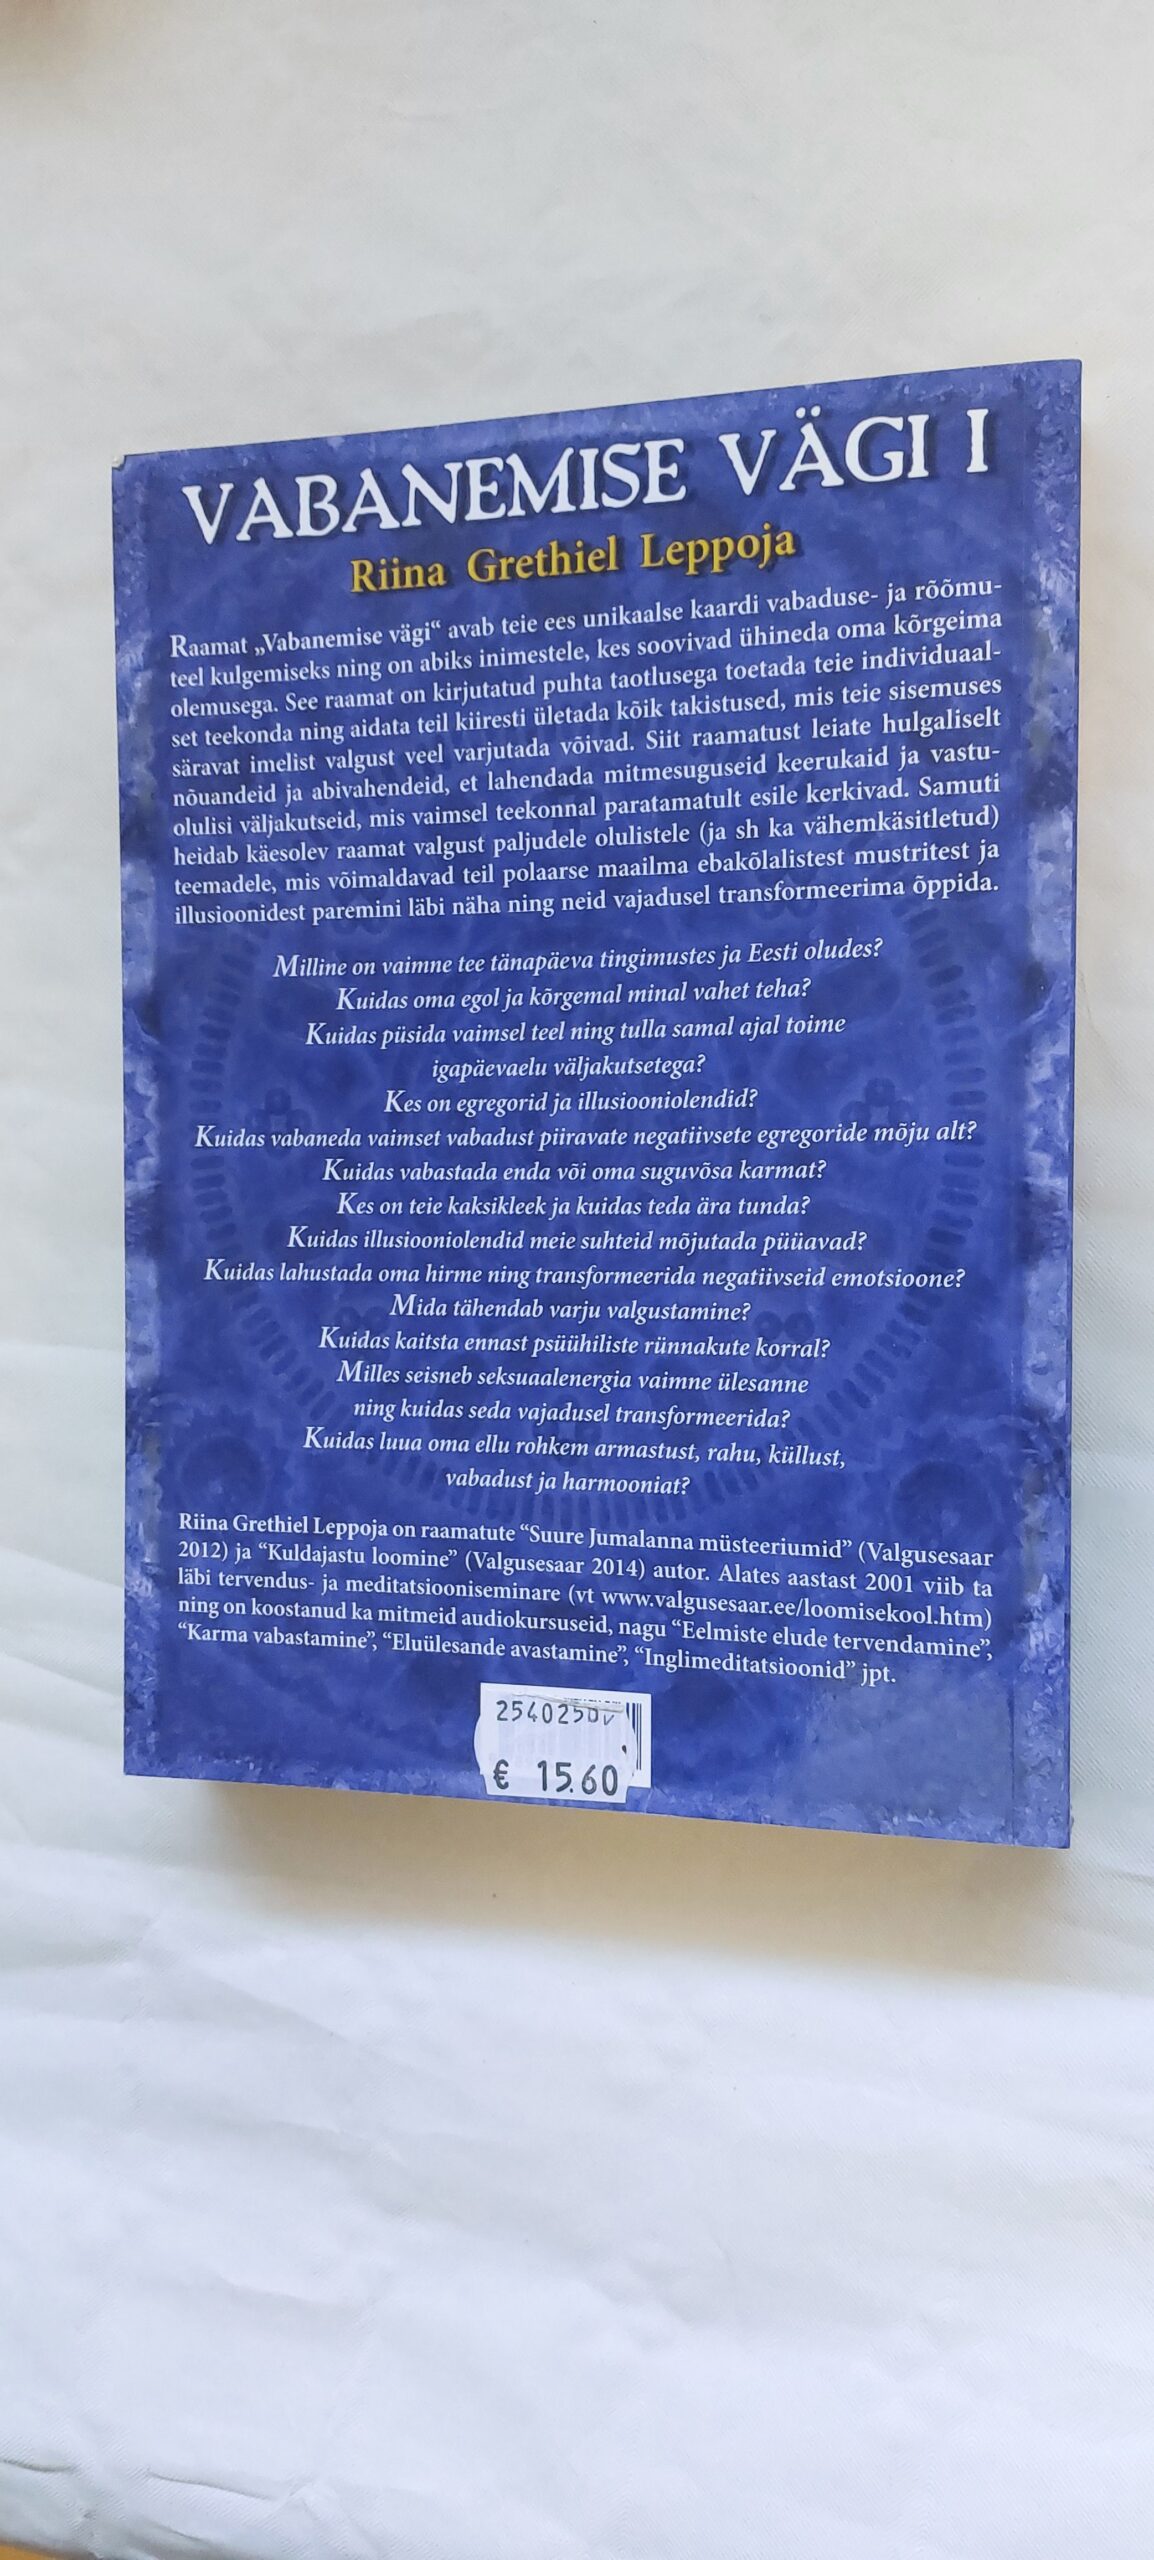 VABANEMISE VÄGI I
Riina Grethiel Leppoja
Raamat „Vabanemise vägi“ avab teie ees unikaalse kaardi vabaduse- ja rõõmu-
teel kulgemiseks ning on abiks inimestele, kes soovivad ühineda oma kõrgeima
olemusega. See raamat on kirjutatud puhta taotlusega toetada teie individuaal-
set teekonda ning aidata teil kiiresti ületada kõik takistused, mis teie sisemuses
säravat imelist valgust veel varjutada võivad. Siit raamatust leiate hulgaliselt
nõuandeid ja abivahendeid, et lahendada mitmesuguseid keerukaid ja vastu-
olulisi väljakutseid, mis vaimsel teekonnal paratamatult esile kerkivad. Samuti
heidab käesolev raamat valgust paljudele olulistele (ja sh ka vähemkäsitletud)
teemadele, mis võimaldavad teil polaarse maailma ebakõlalistest mustritest ja
illusioonidest paremini läbi näha ning neid vajadusel transformeerima õppida.
Milline on vaimne tee tänapäeva tingimustes ja Eesti oludes?
Kuidas oma egol ja kõrgemal minal vahet teha?
Kuidas püsida vaimsel teel ning tulla samal ajal toime
igapäevaelu väljakutsetega?
Kes on egregorid ja illusiooniolendid?
Kuidas vabaneda vaimset vabadust piiravate negatiivsete egregoride mõju alt?
Kuidas vabastada enda või oma suguvõsa karmat?
Kes on teie kaksikleek ja kuidas teda ära tunda?
Kuidas illusiooniolendid meie suhteid mõjutada püüavad?
Kuidas lahustada oma hirme ning transformeerida negatiivseid emotsioone?
Mida tähendab varju valgustamine?
Kuidas kaitsta ennast psüühiliste rünnakute korral?
Milles seisneb seksuaalenergia vaimne ülesanne
ning kuidas seda vajadusel transformeerida?
Kuidas luua oma ellu rohkem armastust, rahu, küllust,
vabadust ja harmooniat?
Riina Grethiel Leppoja on raamatute “Suure Jumalanna müsteeriumid” (Valgusesaar
2012) ja “Kuldajastu loomine” (Valgusesaar 2014) autor. Alates aastast 2001 viib ta
läbi tervendus- ja meditatsiooniseminare (vt www.valgusesaar.ee/loomisekool.htm)
ning on koostanud ka mitmeid audiokursuseid, nagu “Eelmiste elude tervendamine”,
“Karma vabastamine”, “Eluülesande avastamine”, “Inglimeditatsioonid” jpt.
2540250v
€ 15.60